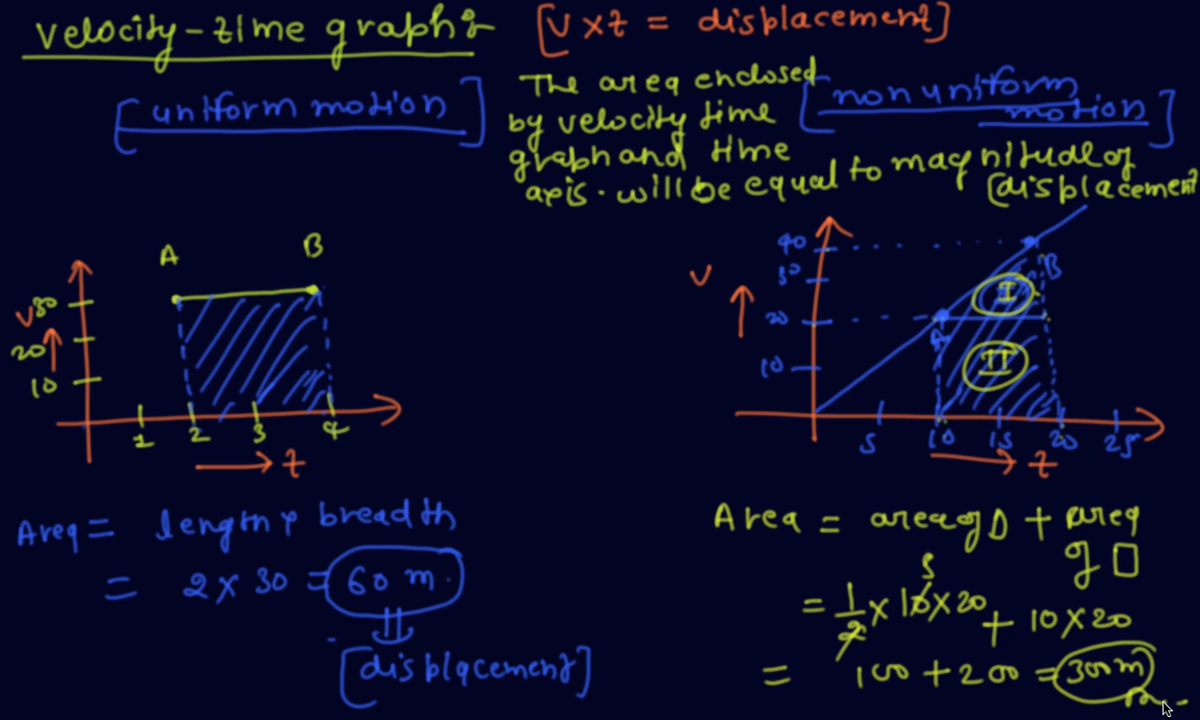 velocity-time graphs [v x t = displacement]
[uniform motion]
The area enclosed
by velocity time
graph and time
axis. will be equal to magnitude of
[displacement
[non uniform
motion]
A B
V
30
20
10
1 2 3 4
t
V
40
30
20
10
A B
I
II
5 10 15 20 25
t
Area = length x breadth
= 2 x 30 = 60 m.
[displacement]
Area = area of Δ + area
of □
5
= 1/2 x 10 x 20 + 10 x 20
= 100 + 200 = 300m